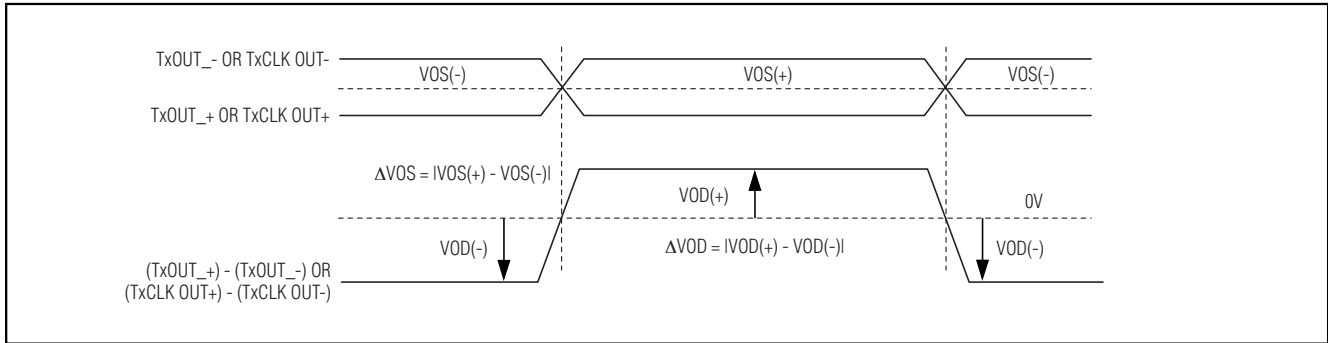 TxOUT_- OR TxCLK OUT-
VOS(-)
VOS(+)
VOS(-)
TxOUT_+ OR TxCLK OUT+
ΔVOS = |VOS(+) - VOS(-)|
VOD(+)
0V
VOD(-)
ΔVOD = |VOD(+) - VOD(-)|
VOD(-)
(TxOUT_+) - (TxOUT_-) OR
(TxCLK OUT+) - (TxCLK OUT-)